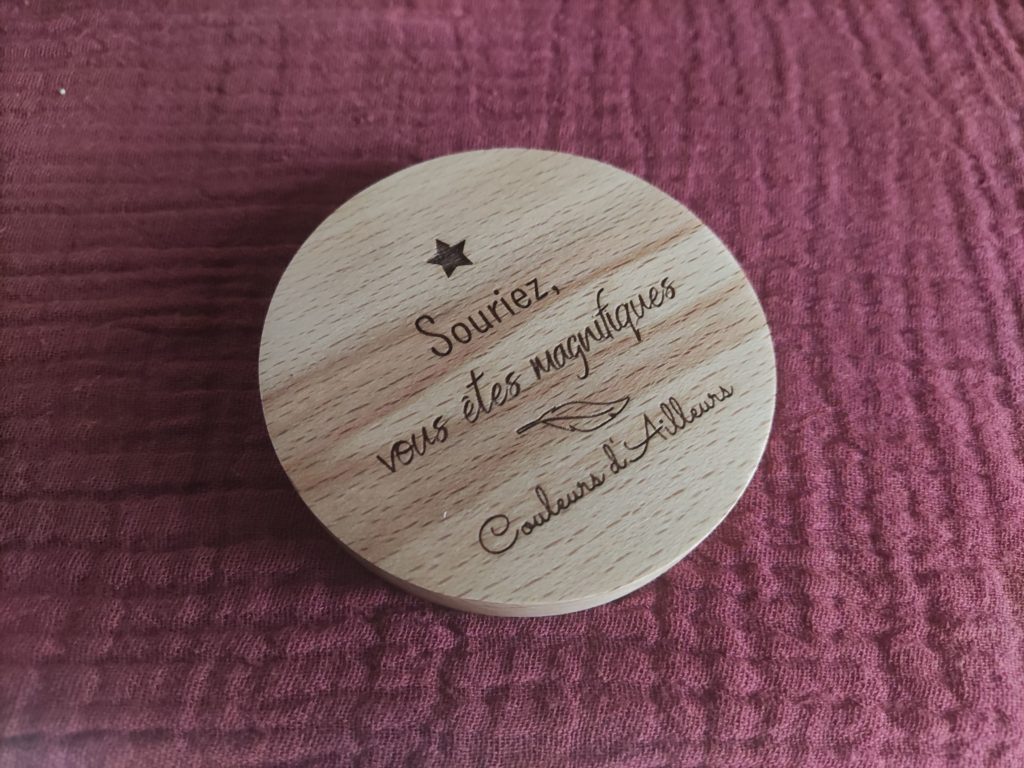 Souriez,
vous êtes magnifiques
Couleurs d'Ailleurs